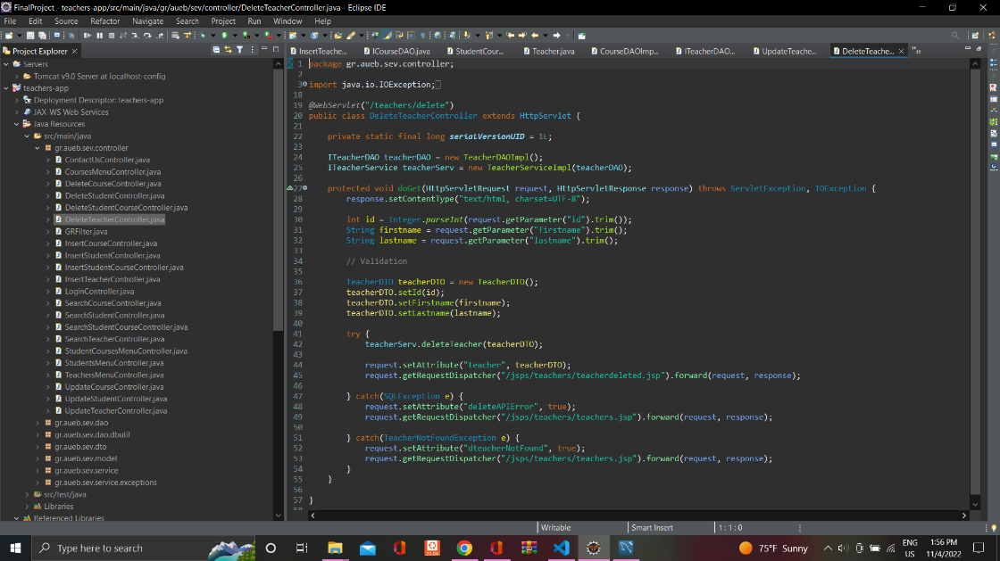 FinalProject - teachers-app/src/main/java/gr/aueb/sev/controller/DeleteTeacherController.java - Eclipse IDE
File Edit Source Refactor Navigate Search Project Run Window Help
Project Explorer
InsertTeache... ICourseDAO.java StudentCour... Teacher.java CourseDAOImp... ITeacherDAO... UpdateTeache... DeleteTeache...
Servers
Tomcat v9.0 Server at localhost-config
teachers-app
Deployment Descriptor: teachers-app
JAX-WS Web Services
Java Resources
src/main/java
gr.aueb.sev.controller
ContactUsController.java
CoursesMenuController.java
DeleteCourseController.java
DeleteStudentController.java
DeleteStudentCourseController.java
DeleteTeacherController.java
GRFilter.java
InsertCourseController.java
InsertStudentController.java
InsertStudentCourseController.java
InsertTeacherController.java
LoginController.java
SearchCourseController.java
SearchStudentController.java
SearchStudentCourseController.java
SearchTeacherController.java
StudentCoursesMenuController.java
StudentsMenuController.java
TeachersMenuController.java
UpdateCourseController.java
UpdateStudentController.java
UpdateTeacherController.java
gr.aueb.sev.dao
gr.aueb.sev.dao.dbutil
gr.aueb.sev.dto
gr.aueb.sev.model
gr.aueb.sev.service
gr.aueb.sev.service.exceptions
src/test/java
Libraries
Referenced Libraries
1 package gr.aueb.sev.controller;
2
3 import java.io.IOException;
18
19 @WebServlet("/teachers/delete")
20 public class DeleteTeacherController extends HttpServlet {
21
22 private static final long serialVersionUID = 1L;
23
24 ITeacherDAO teacherDAO = new TeacherDAOImpl();
25 ITeacherService teacherServ = new TeacherServiceImpl(teacherDAO);
26
27 protected void doGet(HttpServletRequest request, HttpServletResponse response) throws ServletException, IOException {
28 response.setContentType("text/html, charset=UTF-8");
29
30 int id = Integer.parseInt(request.getParameter("id").trim());
31 String firstname = request.getParameter("firstname").trim();
32 String lastname = request.getParameter("lastname").trim();
33
34 // Validation
35
36 TeacherDTO teacherDTO = new TeacherDTO();
37 teacherDTO.setId(id);
38 teacherDTO.setFirstname(firstname);
39 teacherDTO.setLastname(lastname);
40
41 try {
42 teacherServ.deleteTeacher(teacherDTO);
43
44 request.setAttribute("teacher", teacherDTO);
45 request.getRequestDispatcher("/jsps/teachers/teacherdeleted.jsp").forward(request, response);
46
47 } catch(SQLException e) {
48 request.setAttribute("deleteAPIError", true);
49 request.getRequestDispatcher("/jsps/teachers/teachers.jsp").forward(request, response);
50
51 } catch(TeacherNotFoundException e) {
52 request.setAttribute("dteacherNotFound", true);
53 request.getRequestDispatcher("/jsps/teachers/teachers.jsp").forward(request, response);
54 }
55 }
56
57 }
Writable Smart Insert 1 : 1 : 0
Type here to search
20.04
75°F Sunny
ENG
US
1:56 PM
11/4/2022